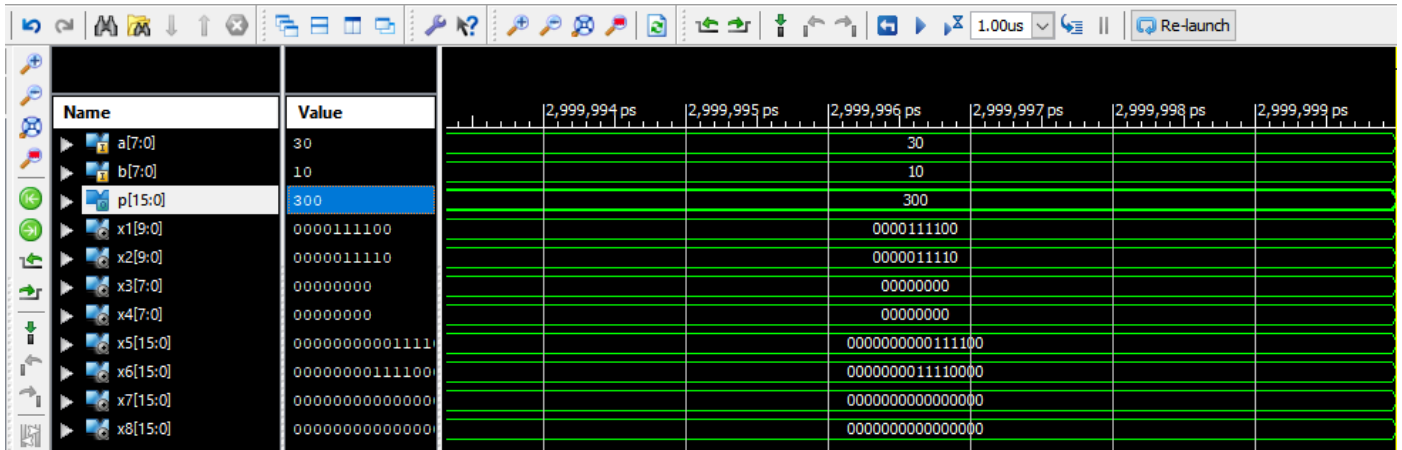 1.00us Re-launch
Name Value 2,999,994 ps 2,999,995 ps 2,999,996 ps 2,999,997 ps 2,999,998 ps 2,999,999 ps
a[7:0] 30 30
b[7:0] 10 10
p[15:0] 300 300
x1[9:0] 0000111100 0000111100
x2[9:0] 0000011110 0000011110
x3[7:0] 00000000 00000000
x4[7:0] 00000000 00000000
x5[15:0] 000000000011110 0000000000111100
x6[15:0] 000000001111000 0000000011110000
x7[15:0] 000000000000000 0000000000000000
x8[15:0] 000000000000000 0000000000000000